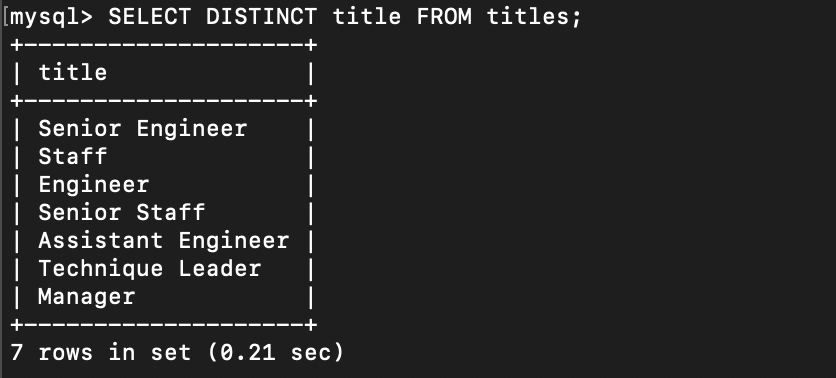 [mysql> SELECT DISTINCT title FROM titles;
+--------------------+
| title              |
+--------------------+
| Senior Engineer    |
| Staff              |
| Engineer           |
| Senior Staff       |
| Assistant Engineer |
| Technique Leader   |
| Manager            |
+--------------------+
7 rows in set (0.21 sec)